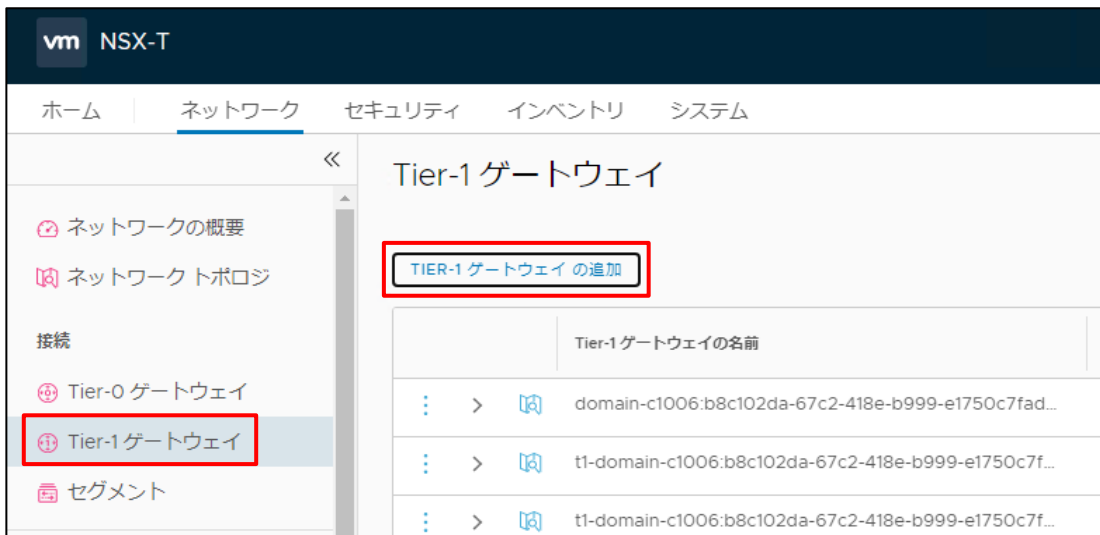 vm NSX-T
ホーム ネットワーク セキュリティ インベントリ システム
«
Tier-1 ゲートウェイ
ネットワークの概要
ネットワーク トポロジ
TIER-1 ゲートウェイ の追加
接続
Tier-1 ゲートウェイの名前
Tier-0 ゲートウェイ
domain-c1006:b8c102da-67c2-418e-b999-e1750c7fad...
Tier-1 ゲートウェイ
t1-domain-c1006:b8c102da-67c2-418e-b999-e1750c7f...
セグメント
t1-domain-c1006:b8c102da-67c2-418e-b999-e1750c7f...